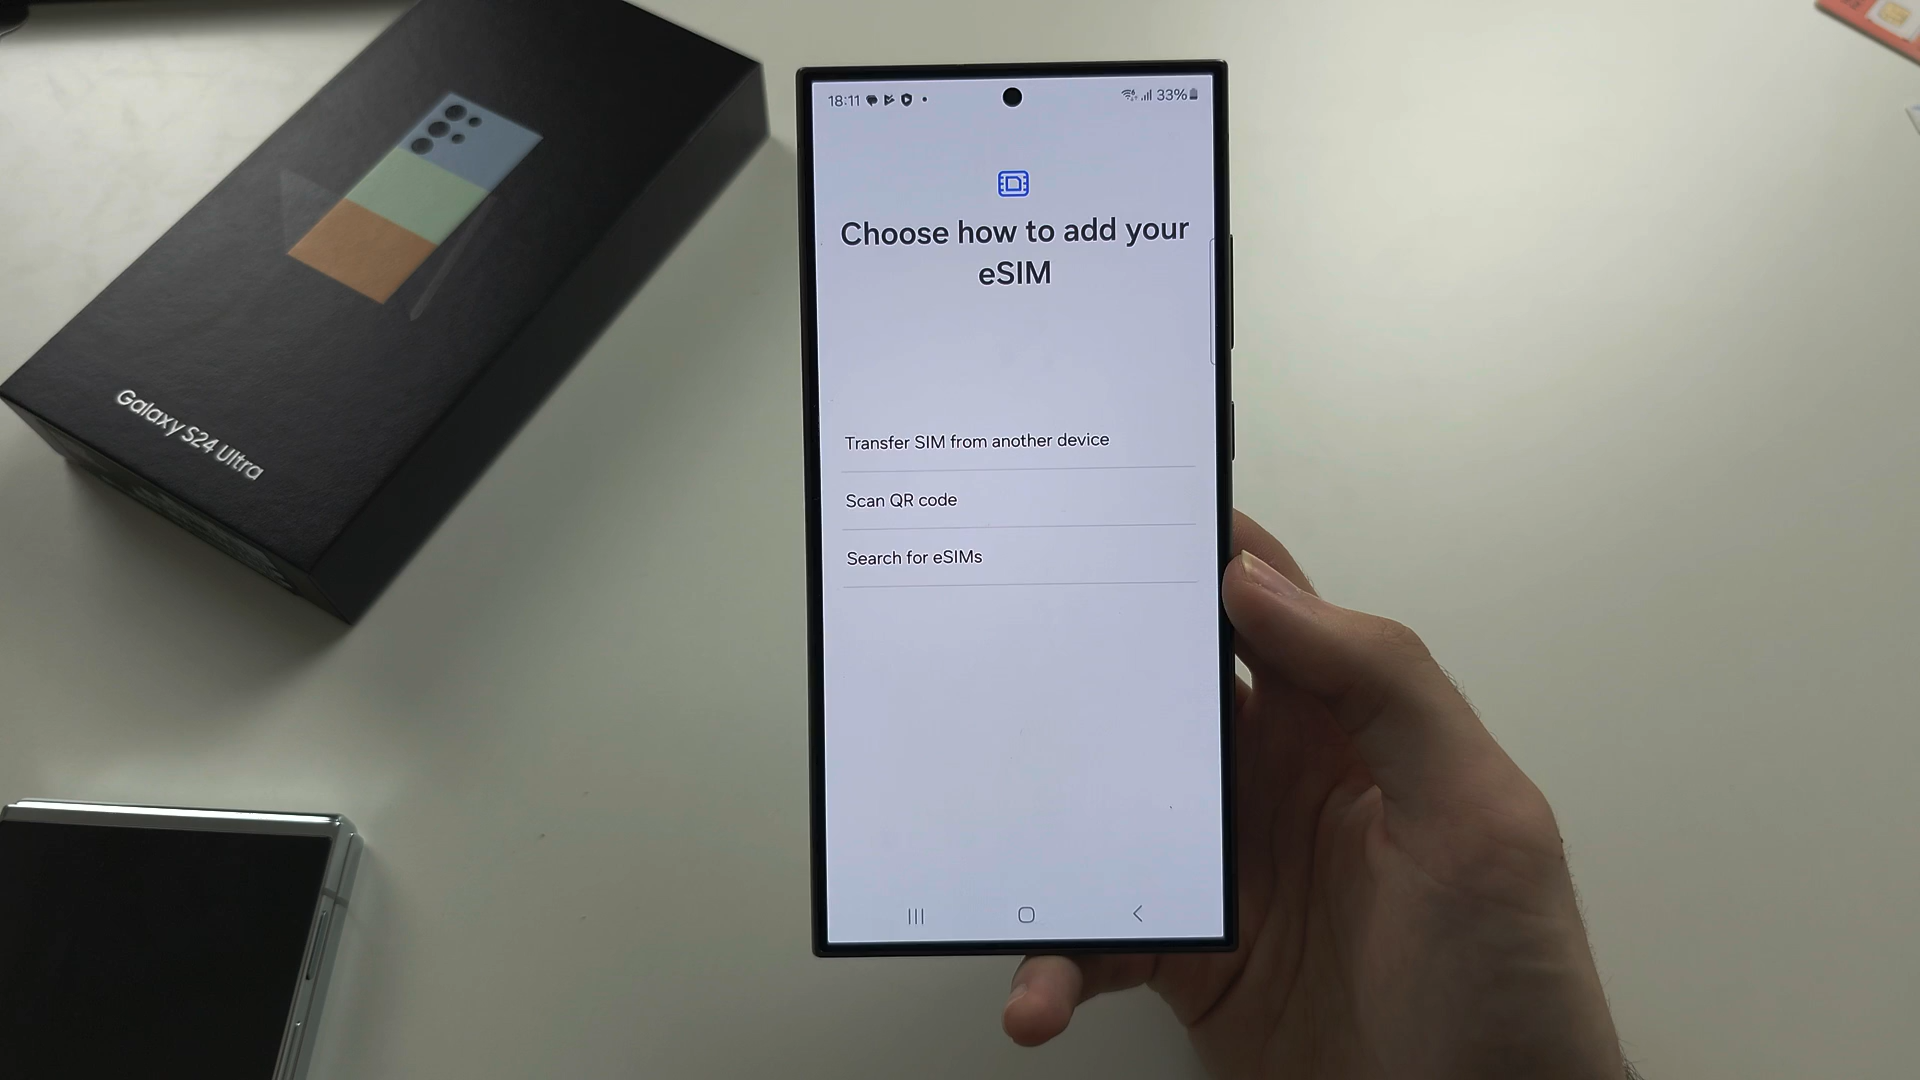 Galaxy S24 Ultra
18:11
33%
Choose how to add your
eSIM
Transfer SIM from another device
Scan QR code
Search for eSIMs